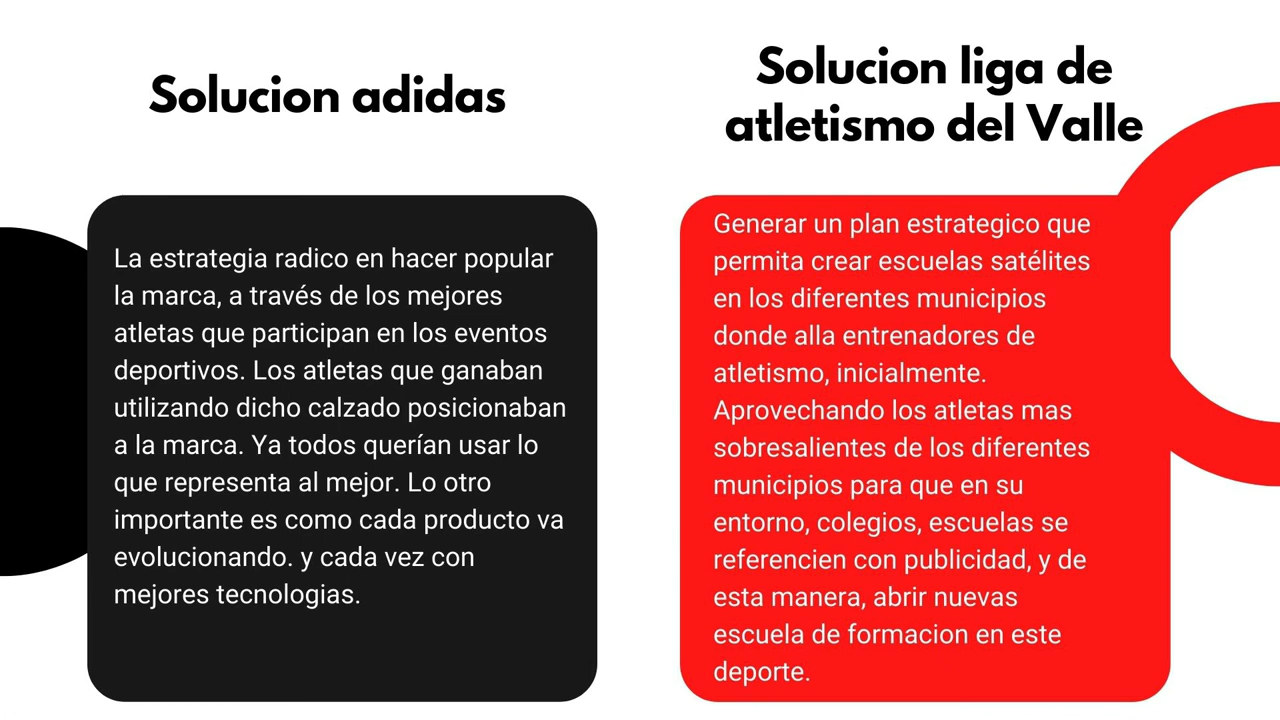 Solucion adidas
La estrategia radico en hacer popular
la marca, a través de los mejores
atletas que participan en los eventos
deportivos. Los atletas que ganaban
utilizando dicho calzado posicionaban
a la marca. Ya todos querían usar lo
que representa al mejor. Lo otro
importante es como cada producto va
evolucionando. y cada vez con
mejores tecnologias.
Solucion liga de
atletismo del Valle
Generar un plan estrategico que
permita crear escuelas satélites
en los diferentes municipios
donde alla entrenadores de
atletismo, inicialmente.
Aprovechando los atletas mas
sobresalientes de los diferentes
municipios para que en su
entorno, colegios, escuelas se
referencien con publicidad, y de
esta manera, abrir nuevas
escuela de formacion en este
deporte.